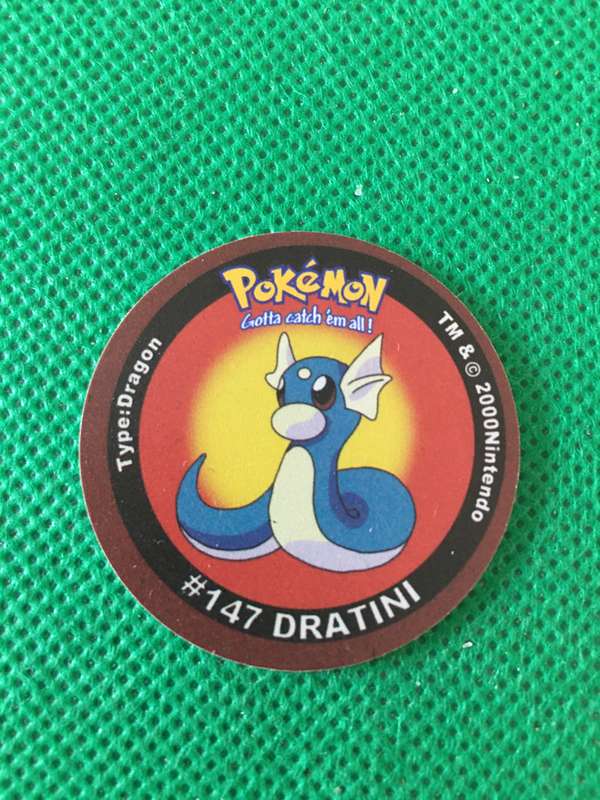 POKéMON
Gotta catch 'em all!
Type:Dragon
TM & © 2000Nintendo
#147 DRATINI